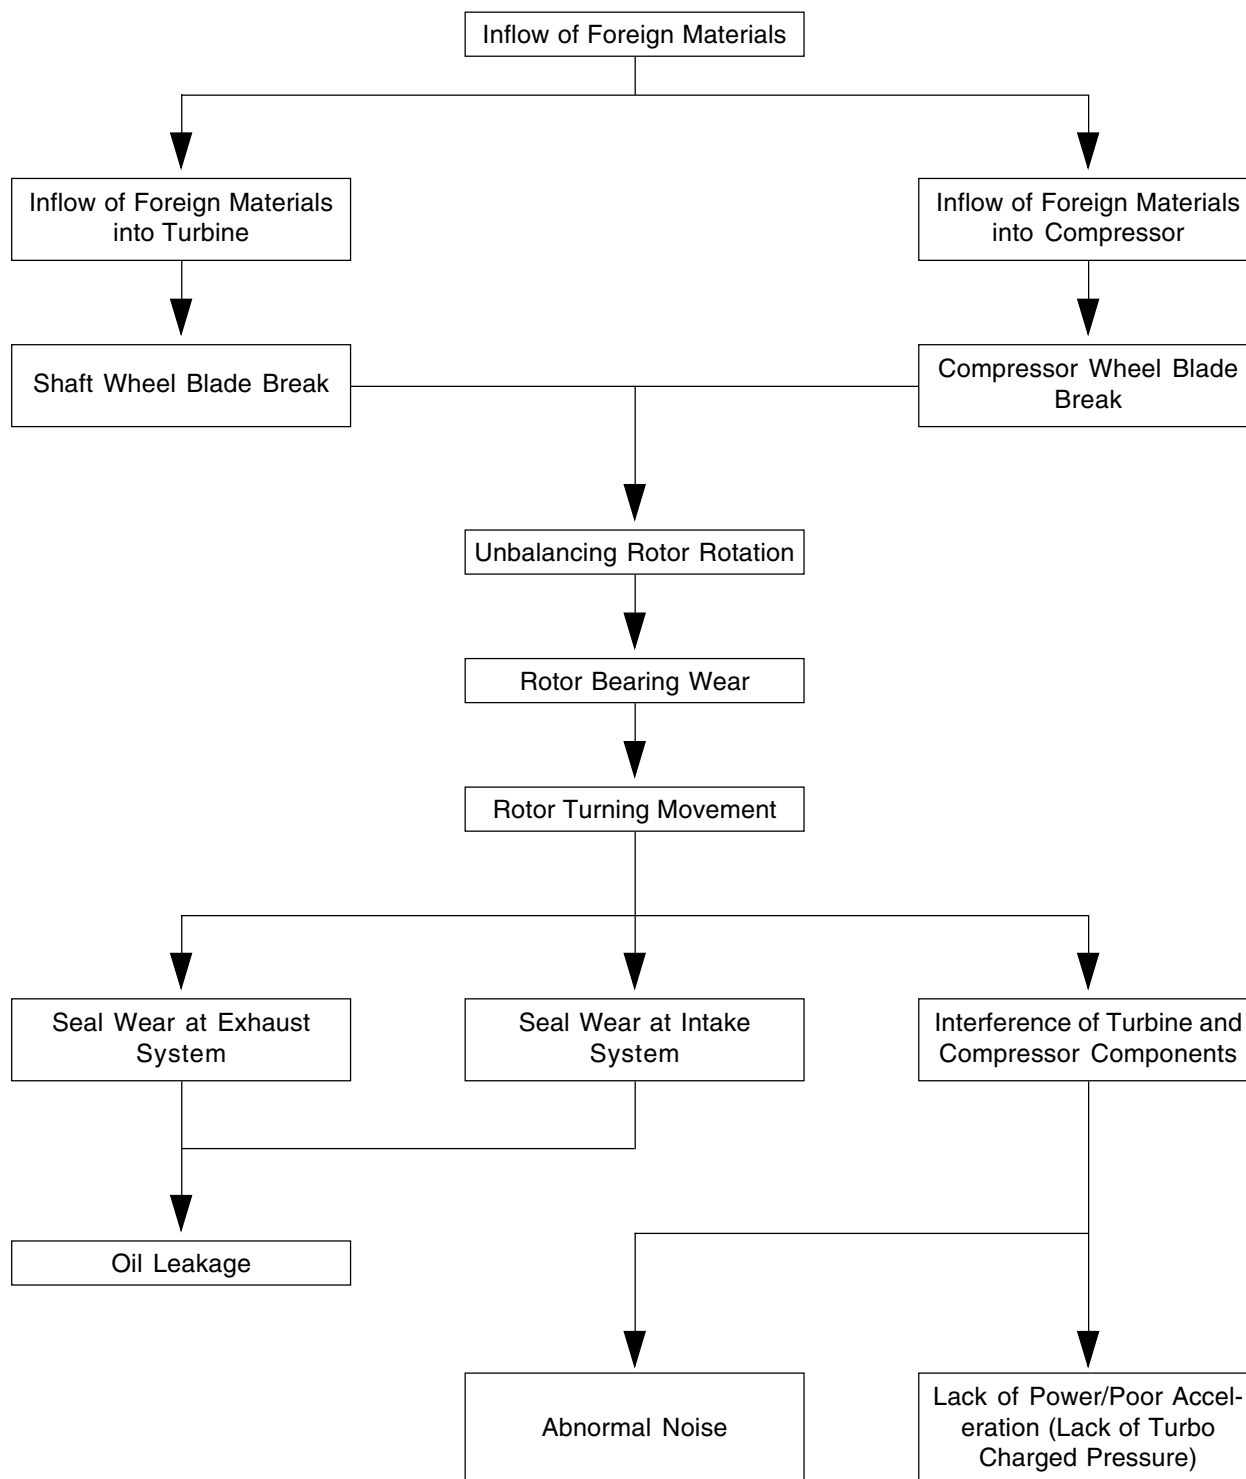 Inflow of Foreign Materials
Inflow of Foreign Materials
into Turbine
Inflow of Foreign Materials
into Compressor
Shaft Wheel Blade Break
Compressor Wheel Blade
Break
Unbalancing Rotor Rotation
Rotor Bearing Wear
Rotor Turning Movement
Seal Wear at Exhaust
System
Seal Wear at Intake
System
Interference of Turbine and
Compressor Components
Oil Leakage
Abnormal Noise
Lack of Power/Poor Accel-
eration (Lack of Turbo
Charged Pressure)